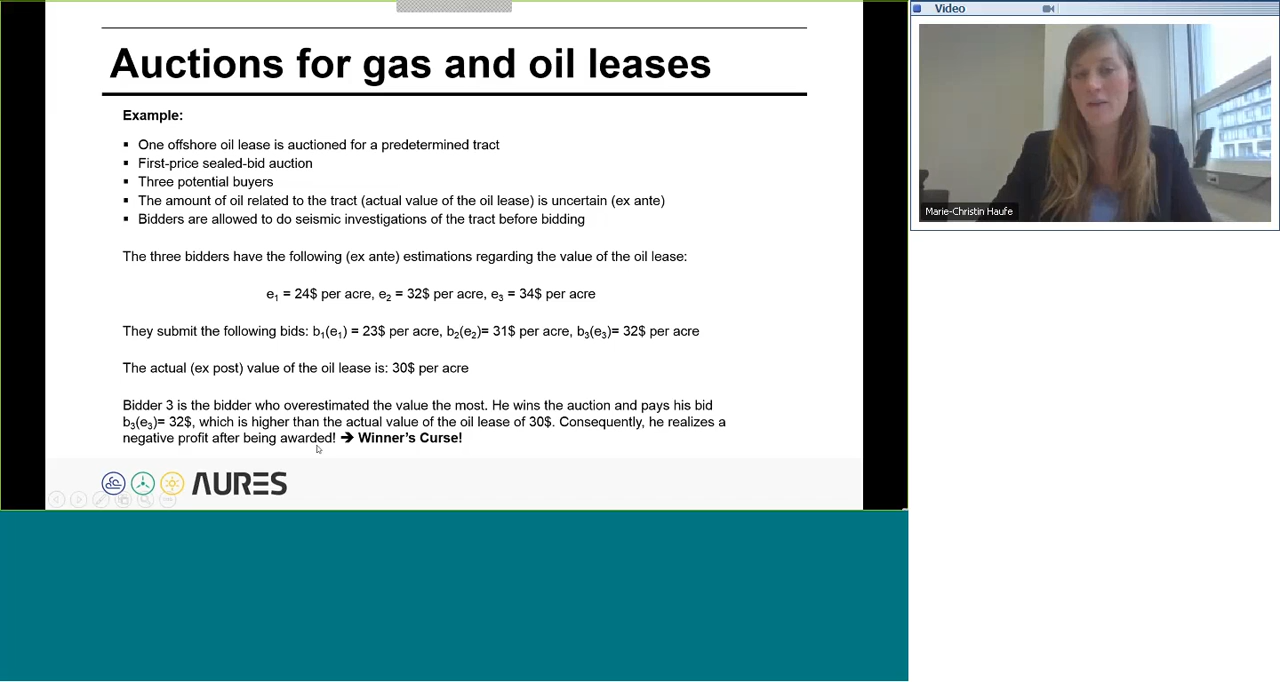 Auctions for gas and oil leases
Example:
▪ One offshore oil lease is auctioned for a predetermined tract
▪ First-price sealed-bid auction
▪ Three potential buyers
▪ The amount of oil related to the tract (actual value of the oil lease) is uncertain (ex ante)
▪ Bidders are allowed to do seismic investigations of the tract before bidding
The three bidders have the following (ex ante) estimations regarding the value of the oil lease:
e₁ = 24$ per acre, e₂ = 32$ per acre, e₃ = 34$ per acre
They submit the following bids: b₁(e₁) = 23$ per acre, b₂(e₂)= 31$ per acre, b₃(e₃)= 32$ per acre
The actual (ex post) value of the oil lease is: 30$ per acre
Bidder 3 is the bidder who overestimated the value the most. He wins the auction and pays his bid
b₃(e₃)= 32$, which is higher than the actual value of the oil lease of 30$. Consequently, he realizes a
negative profit after being awarded! ➔ Winner's Curse!
AURES
Video
Marie-Christin Haufe